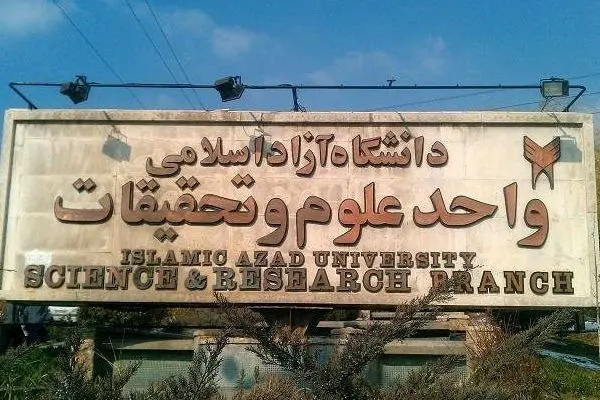 دانشگاه آزاد اسلامی
واحد علوم و تحقیقات
ISLAMIC AZAD UNIVERSITY
SCIENCE & RESEARCH BRANCH